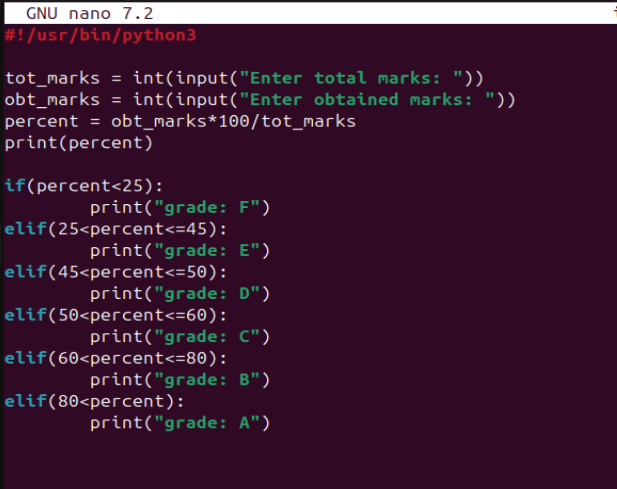 GNU nano 7.2
#!/usr/bin/python3
tot_marks = int(input("Enter total marks: "))
obt_marks = int(input("Enter obtained marks: "))
percent = obt_marks*100/tot_marks
print(percent)
if(percent<25):
        print("grade: F")
elif(25<percent<=45):
        print("grade: E")
elif(45<percent<=50):
        print("grade: D")
elif(50<percent<=60):
        print("grade: C")
elif(60<percent<=80):
        print("grade: B")
elif(80<percent):
        print("grade: A")